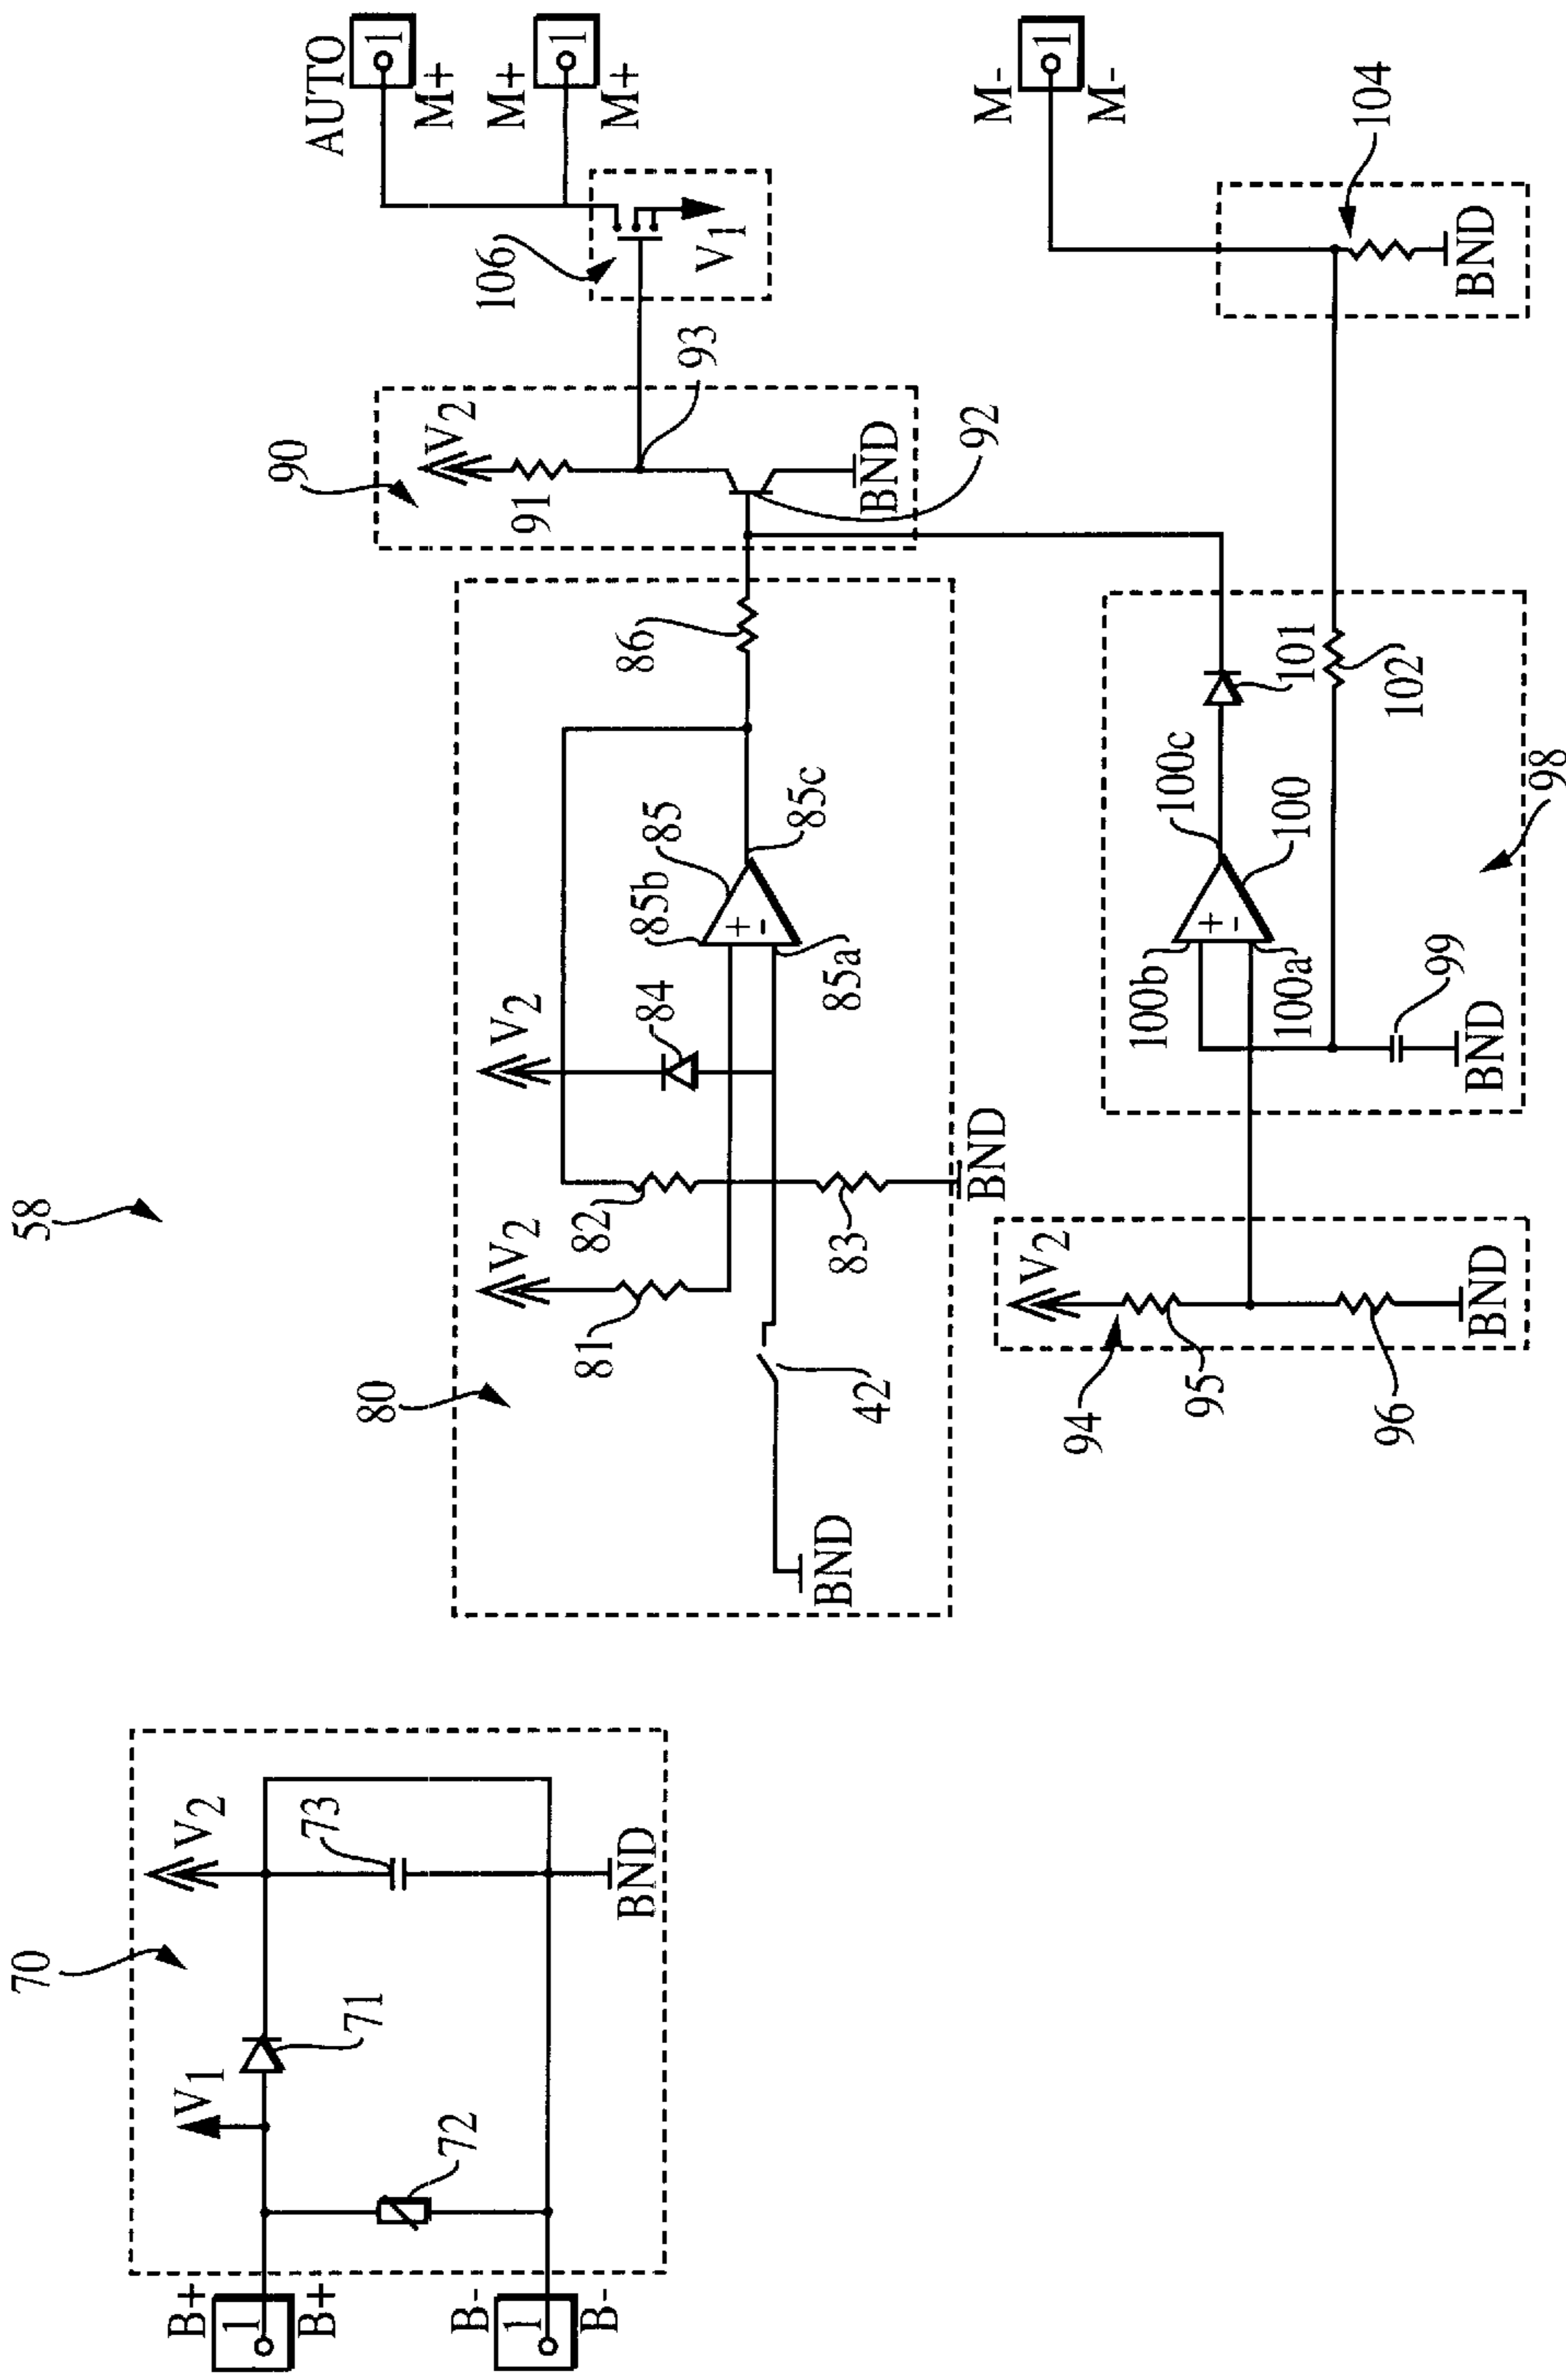 58
AUTO
1
M+
M+
1
M+
106
V1
90
V2
91
93
92
BND
M-
1
M-
104
BND
80
V2
81
82
V2
84
85b
85
85a
85c
86
83
BND
42
BND
94
V2
95
96
BND
100b
100a
100c
100
101
102
99
BND
98
70
V1
V2
71
72
73
BND
B+
1
B+
B-
1
B-